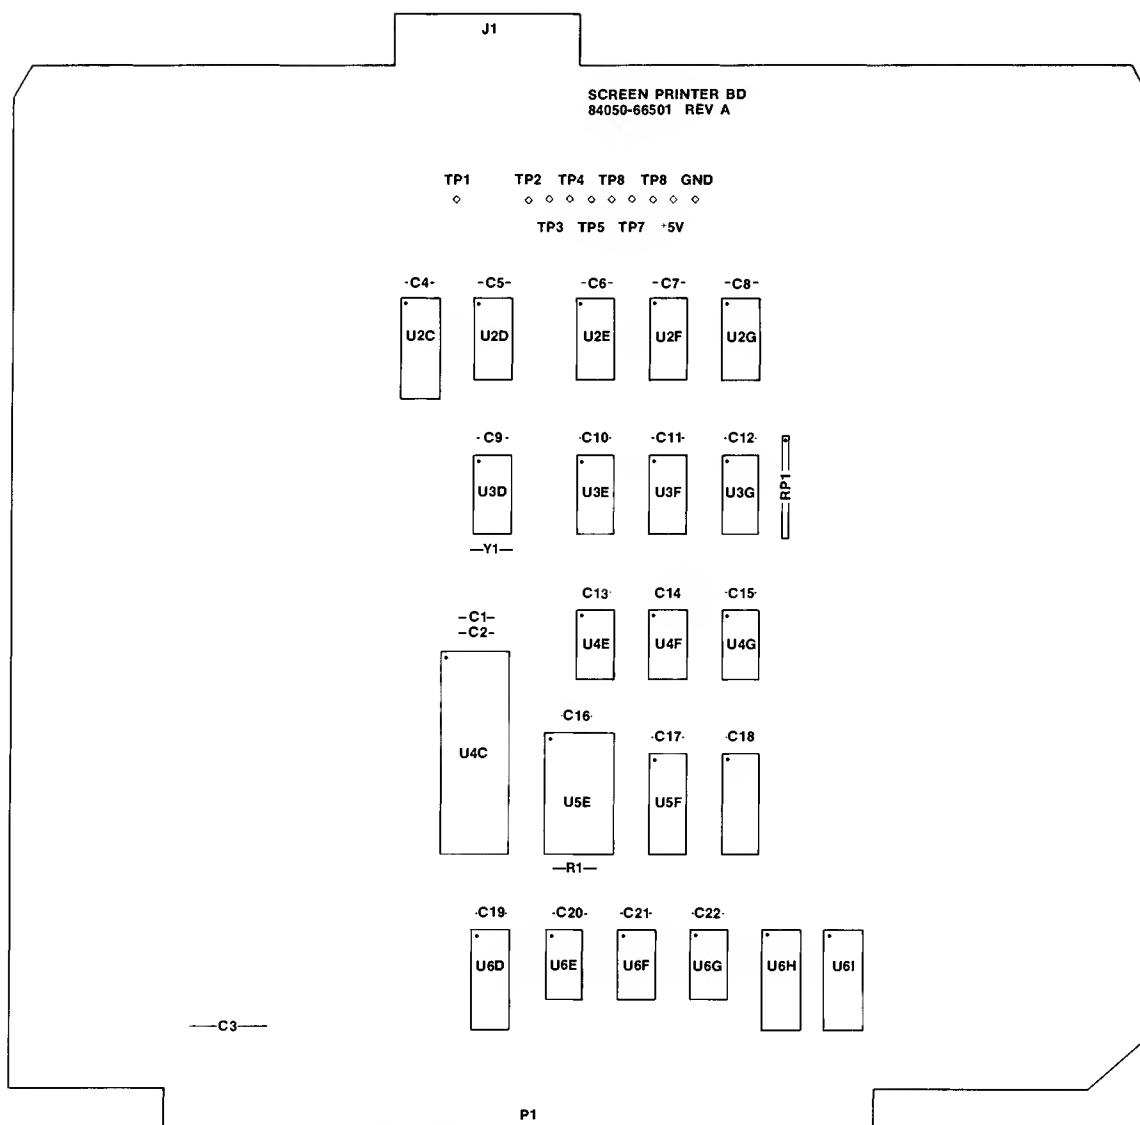 J1
SCREEN PRINTER BD
84050-66501 REV A
TP1 TP2 TP4 TP8 TP8 GND
TP3 TP5 TP7 +5V
C4 C5 C6 C7 C8
U2C U2D U2E U2F U2G
C9 C10 C11 C12
U3D U3E U3F U3G RP1
Y1
C13 C14 C15
C1
C2
U4E U4F U4G
C16
C17 C18
U4C
U5E U5F
R1
C19 C20 C21 C22
U6D U6E U6F U6G U6H U6I
C3
P1